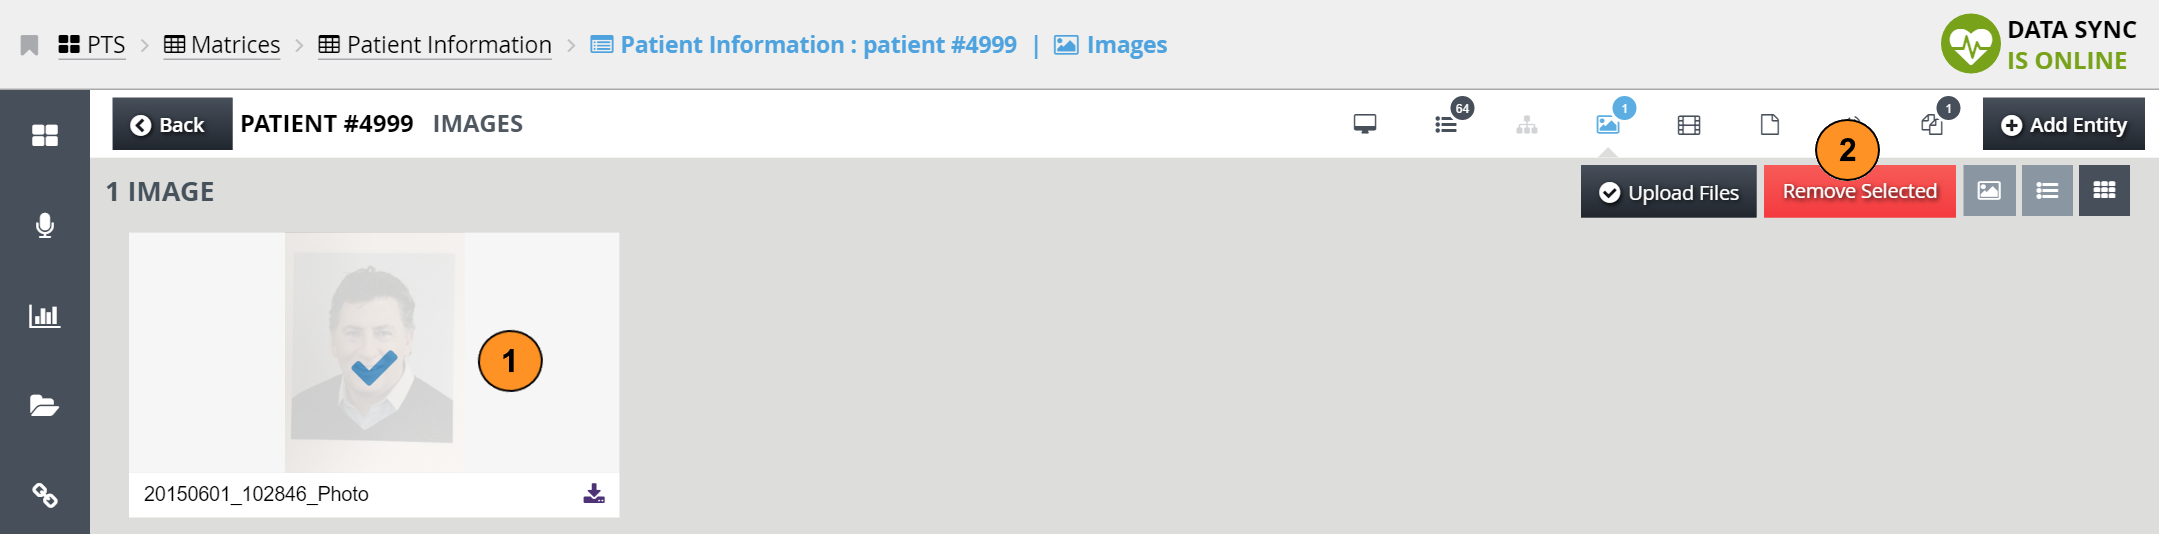 PTS > Matrices > Patient Information > Patient Information : patient #4999 | Images
DATA SYNC
IS ONLINE
Back PATIENT #4999 IMAGES
64
1
1
Add Entity
2
1 IMAGE
Upload Files
Remove Selected
1
20150601_102846_Photo